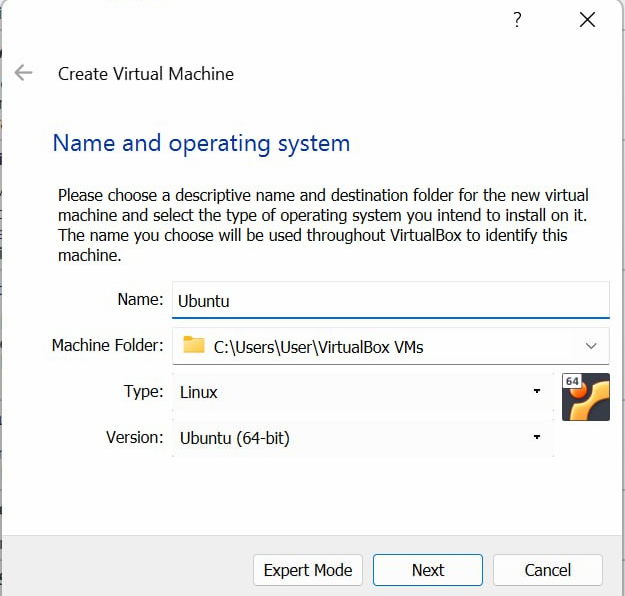 ?
Create Virtual Machine
Name and operating system
Please choose a descriptive name and destination folder for the new virtual
machine and select the type of operating system you intend to install on it.
The name you choose will be used throughout VirtualBox to identify this
machine.
Name: Ubuntu
Machine Folder: C:\Users\User\VirtualBox VMs
Type: Linux
64
Version: Ubuntu (64-bit)
Expert Mode Next Cancel